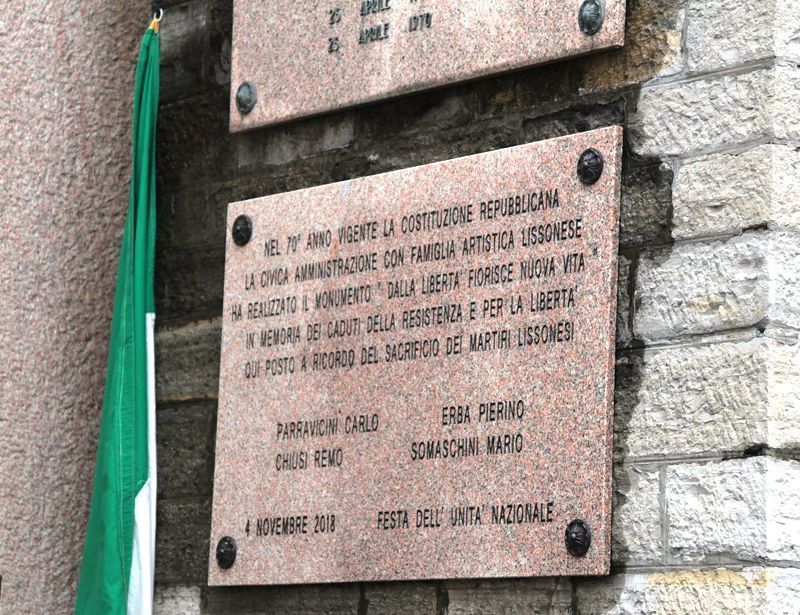 25 APRILE
25 APRILE 1970
NEL 70° ANNO VIGENTE LA COSTITUZIONE REPUBBLICANA
LA CIVICA AMMINISTRAZIONE CON FAMIGLIA ARTISTICA LISSONESE
HA REALIZZATO IL MONUMENTO " DALLA LIBERTA' FIORISCE NUOVA VITA "
IN MEMORIA DEI CADUTI DELLA RESISTENZA E PER LA LIBERTA'
QUI POSTO A RICORDO DEL SACRIFICIO DEI MARTIRI LISSONESI
PARRAVICINI CARLO ERBA PIERINO
CHIUSI REMO SOMASCHINI MARIO
4 NOVEMBRE 2018 FESTA DELL' UNITA' NAZIONALE